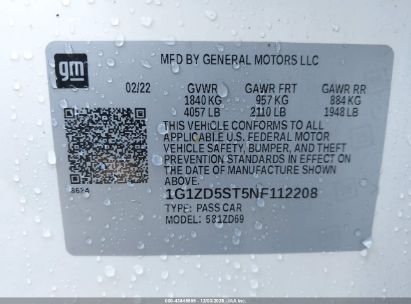 gm
MFD BY GENERAL MOTORS LLC
02/22 GVWR GAWR FRT GAWR RR
1840 KG 957 KG 884 KG
4057 LB 2110 LB 1948 LB
THIS VEHICLE CONFORMS TO ALL
APPLICABLE U.S. FEDERAL MOTOR
VEHICLE SAFETY, BUMPER, AND THEFT
PREVENTION STANDARDS IN EFFECT ON
THE DATE OF MANUFACTURE SHOWN
ABOVE.
8624
1G1ZD5ST5NF112208
TYPE: PASS CAR
MODEL: 581ZD69